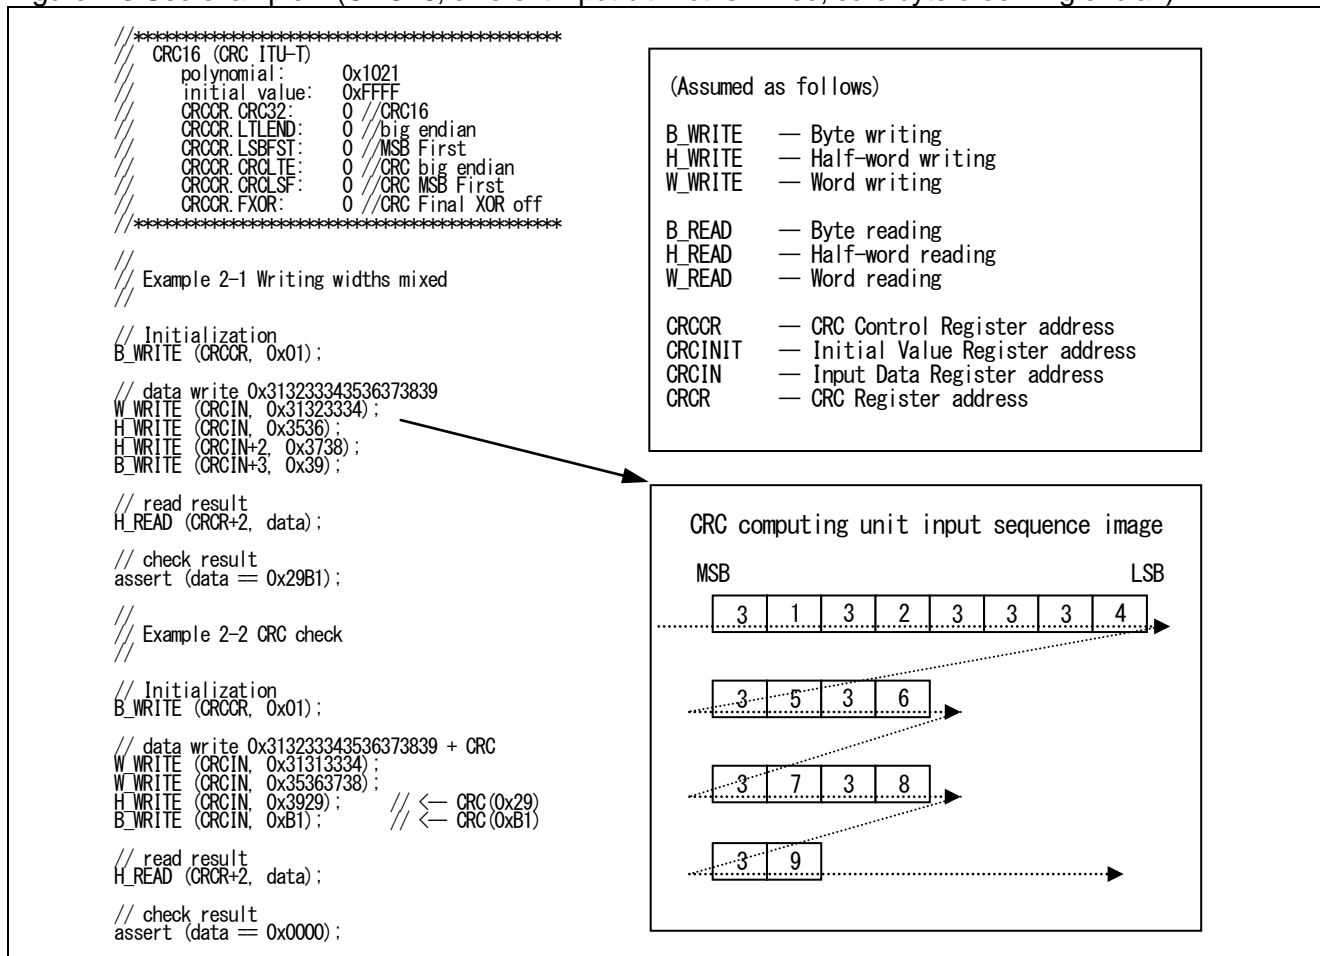 //******************************************
// CRC16 (CRC ITU-T)
// polynomial: 0x1021
// initial value: 0xFFFF
// CRCCR.CRC32: 0 //CRC16
// CRCCR.LTLEND: 0 //big endian
// CRCCR.LSBFST: 0 //MSB First
// CRCCR.CRCLTE: 0 //CRC big endian
// CRCCR.CRCLSF: 0 //CRC MSB First
// CRCCR.FXOR: 0 //CRC Final XOR off
//******************************************
//
// Example 2-1 Writing widths mixed
//
// Initialization
B_WRITE (CRCCR, 0x01);
// data write 0x313233343536373839
W_WRITE (CRCIN, 0x31323334);
H_WRITE (CRCIN, 0x3536);
H_WRITE (CRCIN+2, 0x3738);
B_WRITE (CRCIN+3, 0x39);
// read result
H_READ (CRCR+2, data);
// check result
assert (data == 0x29B1);
//
// Example 2-2 CRC check
//
// Initialization
B_WRITE (CRCCR, 0x01);
// data write 0x313233343536373839 + CRC
W_WRITE (CRCIN, 0x31313334);
W_WRITE (CRCIN, 0x35363738);
H_WRITE (CRCIN, 0x3929); // <-- CRC(0x29)
B_WRITE (CRCIN, 0xB1); // <-- CRC(0xB1)
// read result
H_READ (CRCR+2, data);
// check result
assert (data == 0x0000);
(Assumed as follows)
B_WRITE -- Byte writing
H_WRITE -- Half-word writing
W_WRITE -- Word writing
B_READ -- Byte reading
H_READ -- Half-word reading
W_READ -- Word reading
CRCCR -- CRC Control Register address
CRCINIT -- Initial Value Register address
CRCIN -- Input Data Register address
CRCR -- CRC Register address
CRC computing unit input sequence image
MSB LSB
3 1 3 2 3 3 3 4
3 5 3 6
3 7 3 8
3 9